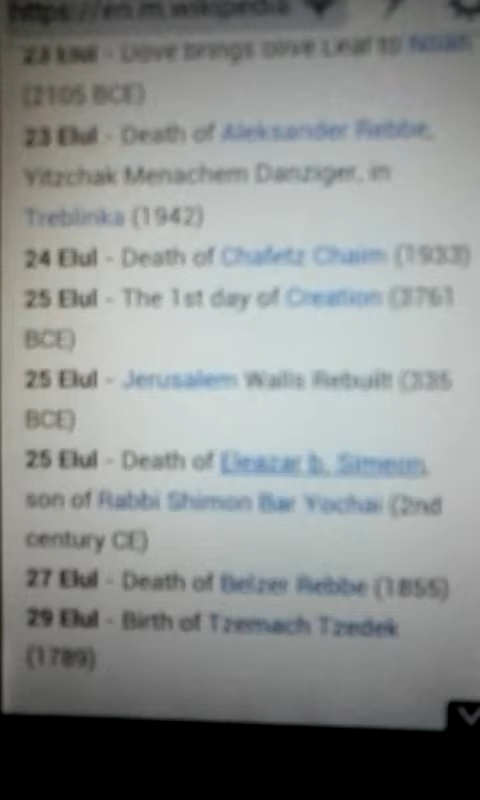 https://en.m.wikipedia
23 Elul - Dove brings olive Leaf to Noah
(2105 BCE)
23 Elul - Death of Aleksander Rebbe,
Yitzchak Menachem Danziger, in
Treblinka (1942)
24 Elul - Death of Chafetz Chaim (1933)
25 Elul - The 1st day of Creation (3761
BCE)
25 Elul - Jerusalem Walls Rebuilt (335
BCE)
25 Elul - Death of Eleazar b. Simeon,
son of Rabbi Shimon Bar Yochai (2nd
century CE)
27 Elul - Death of Belzer Rebbe (1855)
29 Elul - Birth of Tzemach Tzedek
(1789)